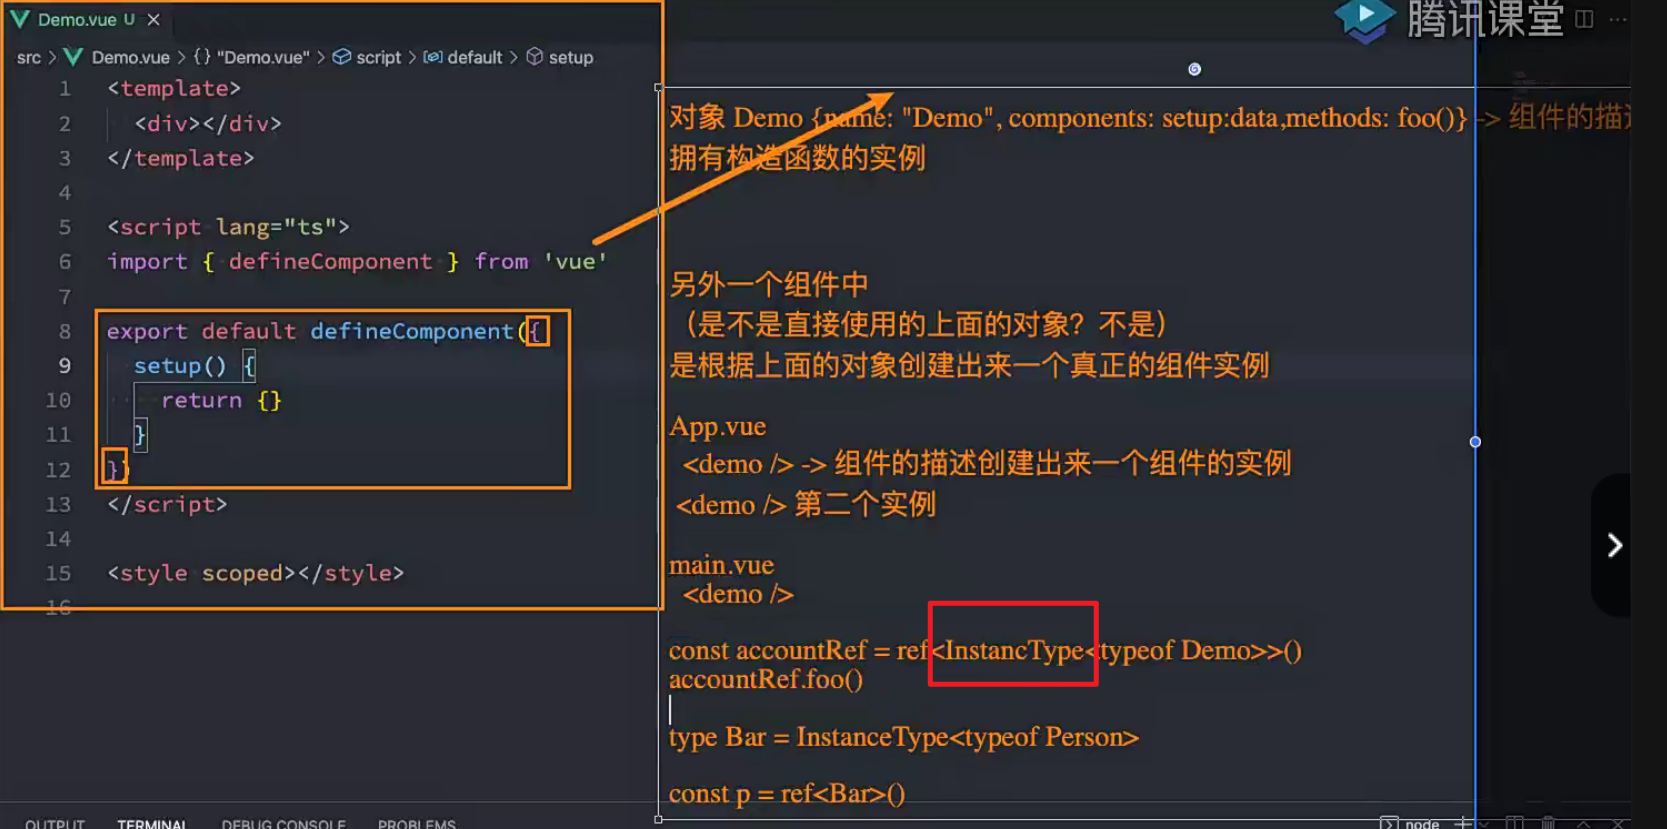 Demo.vue U
腾讯课堂
src > Demo.vue > {} "Demo.vue" > script > default > setup
1 <template>
2 <div></div>
3 </template>
4
5 <script lang="ts">
6 import { defineComponent } from 'vue'
7
8 export default defineComponent({
9 setup() {
10 return {}
11 }
12 })
13 </script>
14
15 <style scoped></style>
16
对象 Demo {name: "Demo", components: setup:data,methods: foo()} -> 组件的描述
拥有构造函数的实例
另外一个组件中
（是不是直接使用的上面的对象？不是）
是根据上面的对象创建出来一个真正的组件实例
App.vue
<demo /> -> 组件的描述创建出来一个组件的实例
<demo /> 第二个实例
main.vue
<demo />
const accountRef = ref<InstancType<typeof Demo>>()
accountRef.foo()
type Bar = InstanceType<typeof Person>
const p = ref<Bar>()
OUTPUT TERMINAL DEBUG CONSOLE PROBLEMS
node